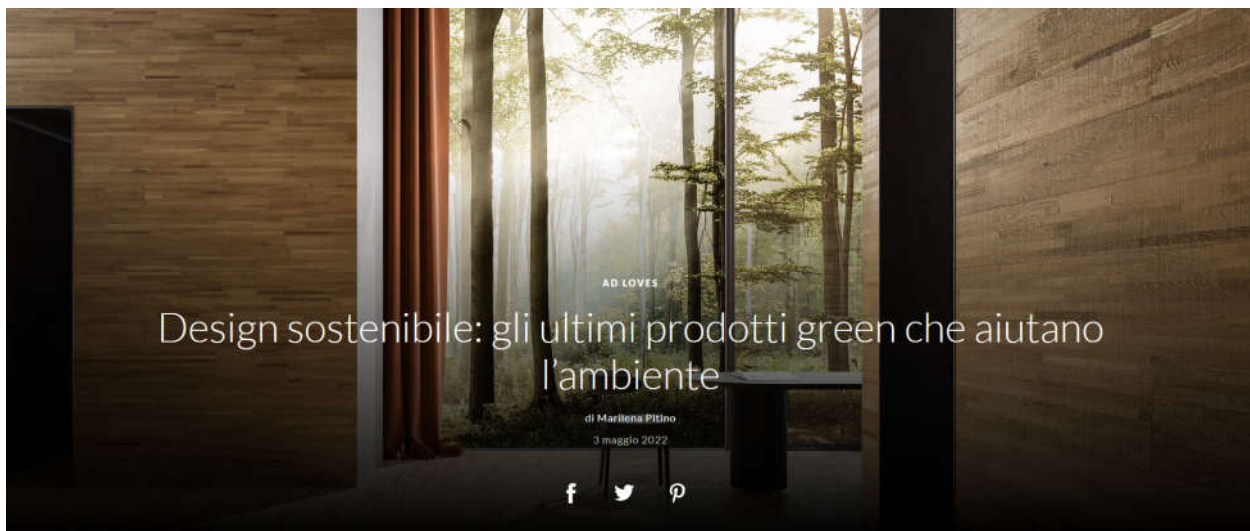 AD LOVES
Design sostenibile: gli ultimi prodotti green che aiutano
l'ambiente
di Marilena Pitino
3 maggio 2022